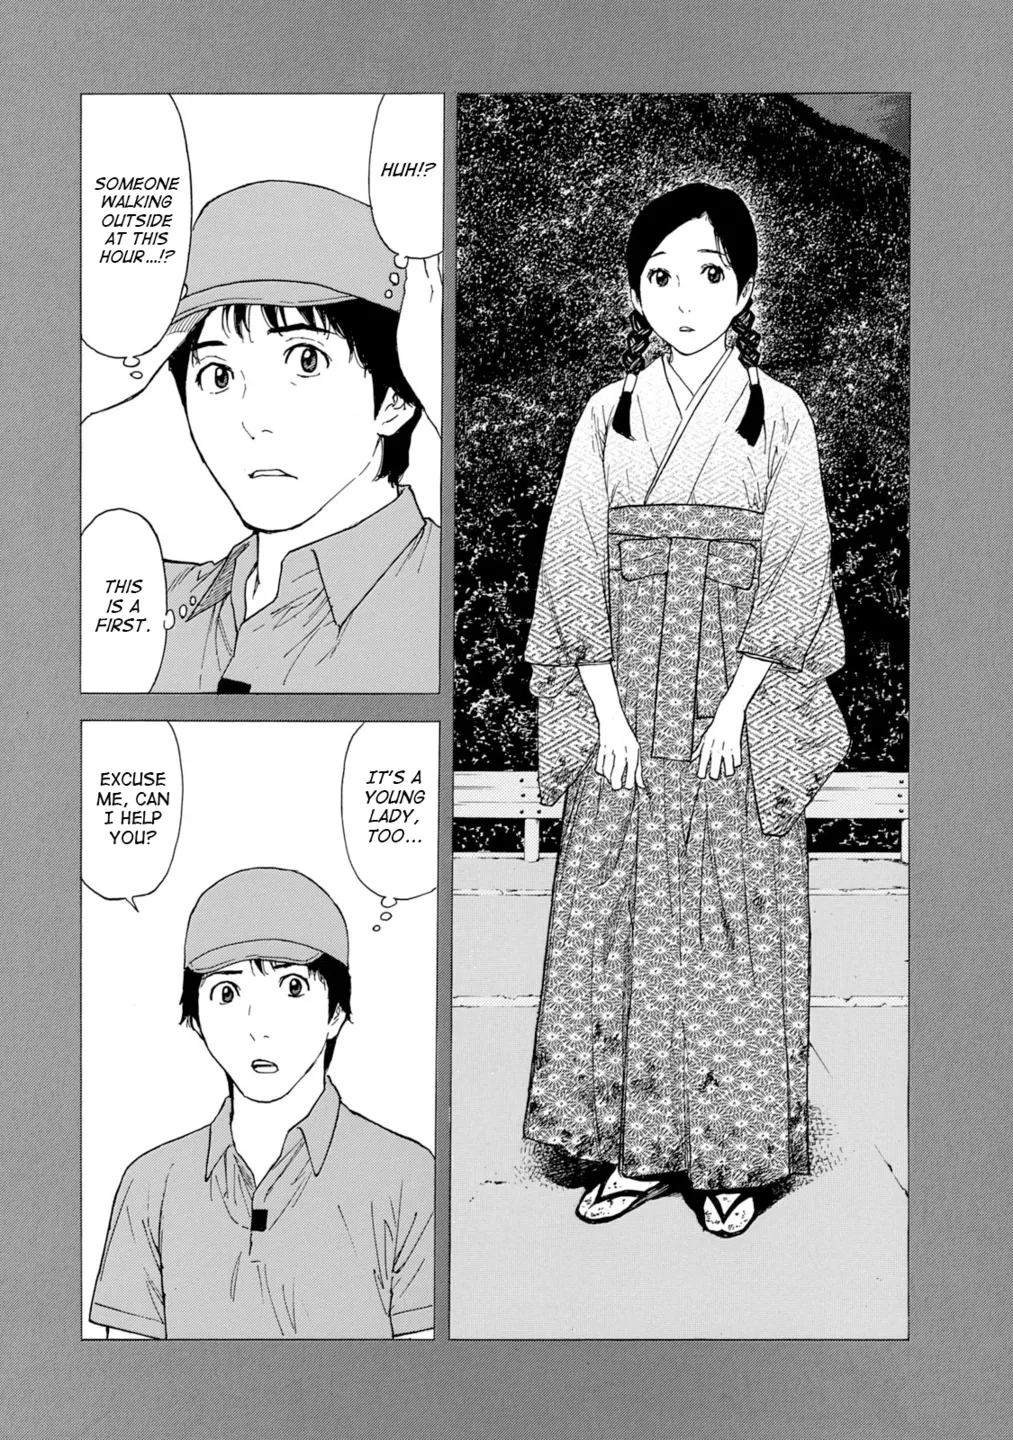 HUH!?
SOMEONE
WALKING
OUTSIDE
AT THIS
HOUR...!?
THIS
IS A
FIRST.
IT'S A
YOUNG
LADY,
TOO...
EXCUSE
ME, CAN
I HELP
YOU?